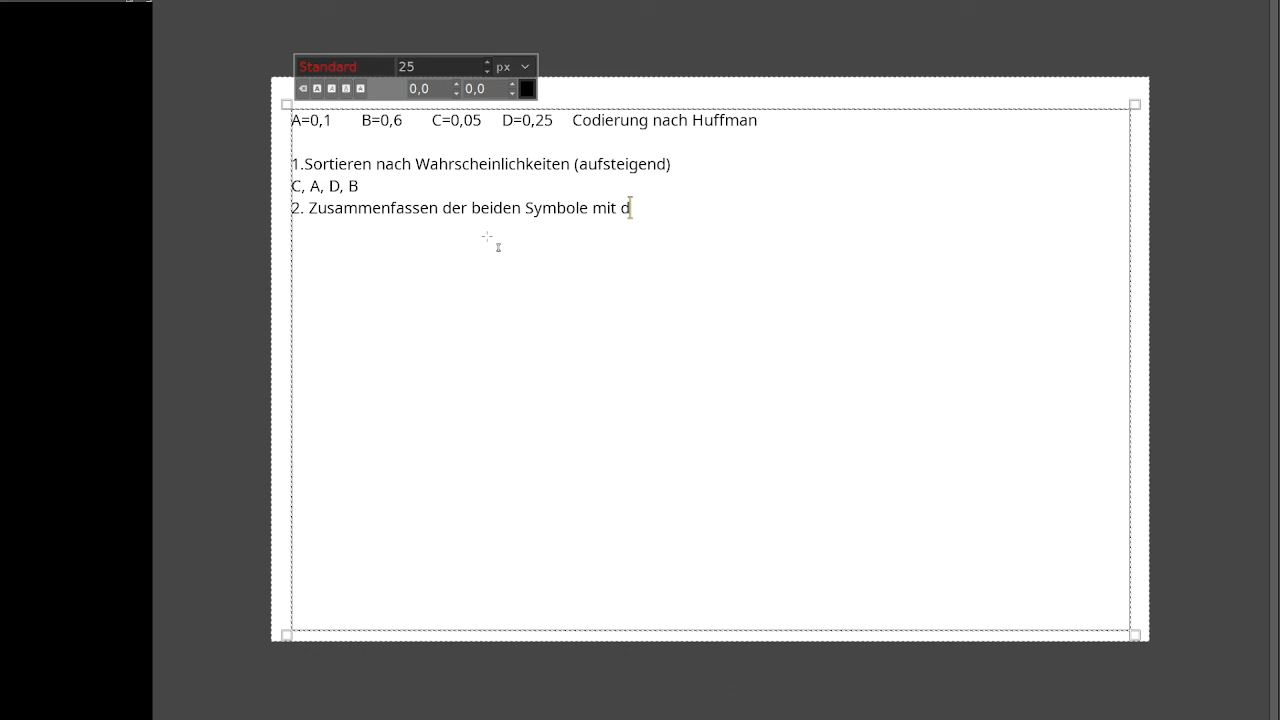 Standard 25 px
0,0 0,0
A=0,1 B=0,6 C=0,05 D=0,25 Codierung nach Huffman
1.Sortieren nach Wahrscheinlichkeiten (aufsteigend)
C, A, D, B
2. Zusammenfassen der beiden Symbole mit d